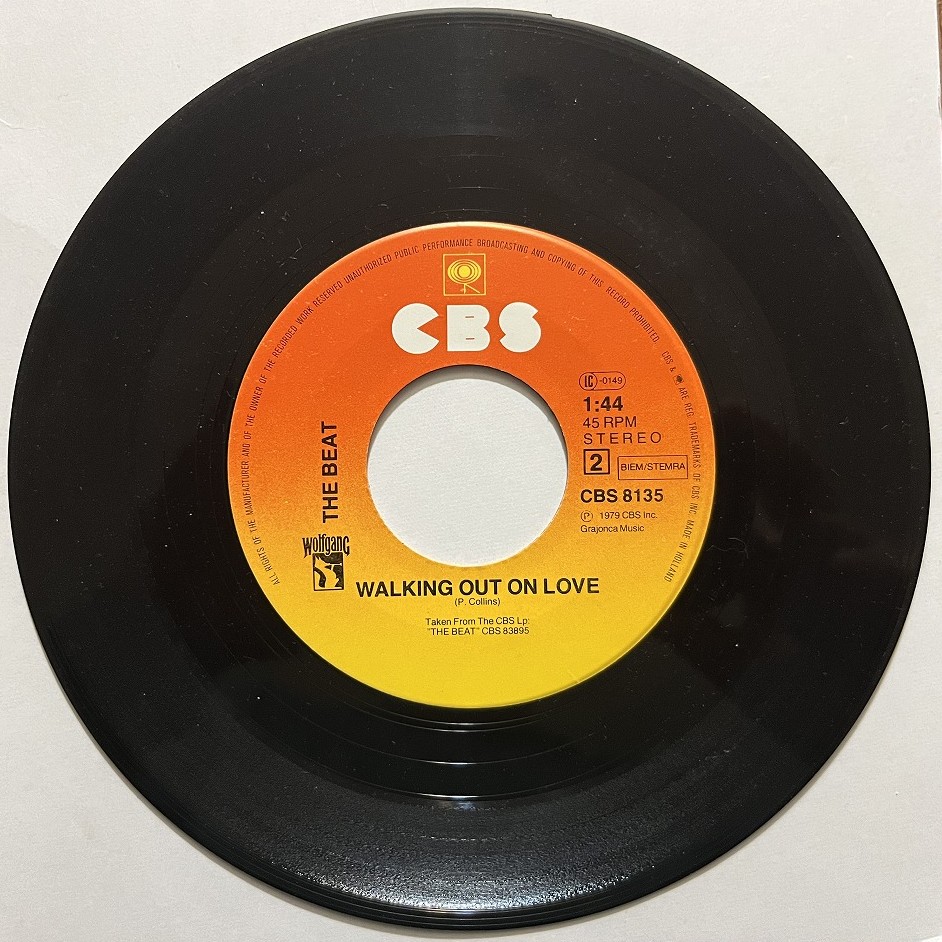 ALL RIGHTS OF THE MANUFACTURER AND OF THE OWNER OF THE RECORDED WORK RESERVED UNAUTHORIZED PUBLIC PERFORMANCE BROADCASTING AND COPYING OF THIS RECORD PROHIBITED. CBS & ARE REG. TRADEMARKS OF CBS INC. MADE IN HOLLAND
CBS
LC -0149
1:44
45 RPM
STEREO
2 BIEM/STEMRA
CBS 8135
Ⓟ 1979 CBS Inc.
Grajonca Music
THE BEAT
Wolfgang
WALKING OUT ON LOVE
(P. Collins)
Taken From The CBS Lp:
"THE BEAT" CBS 83895